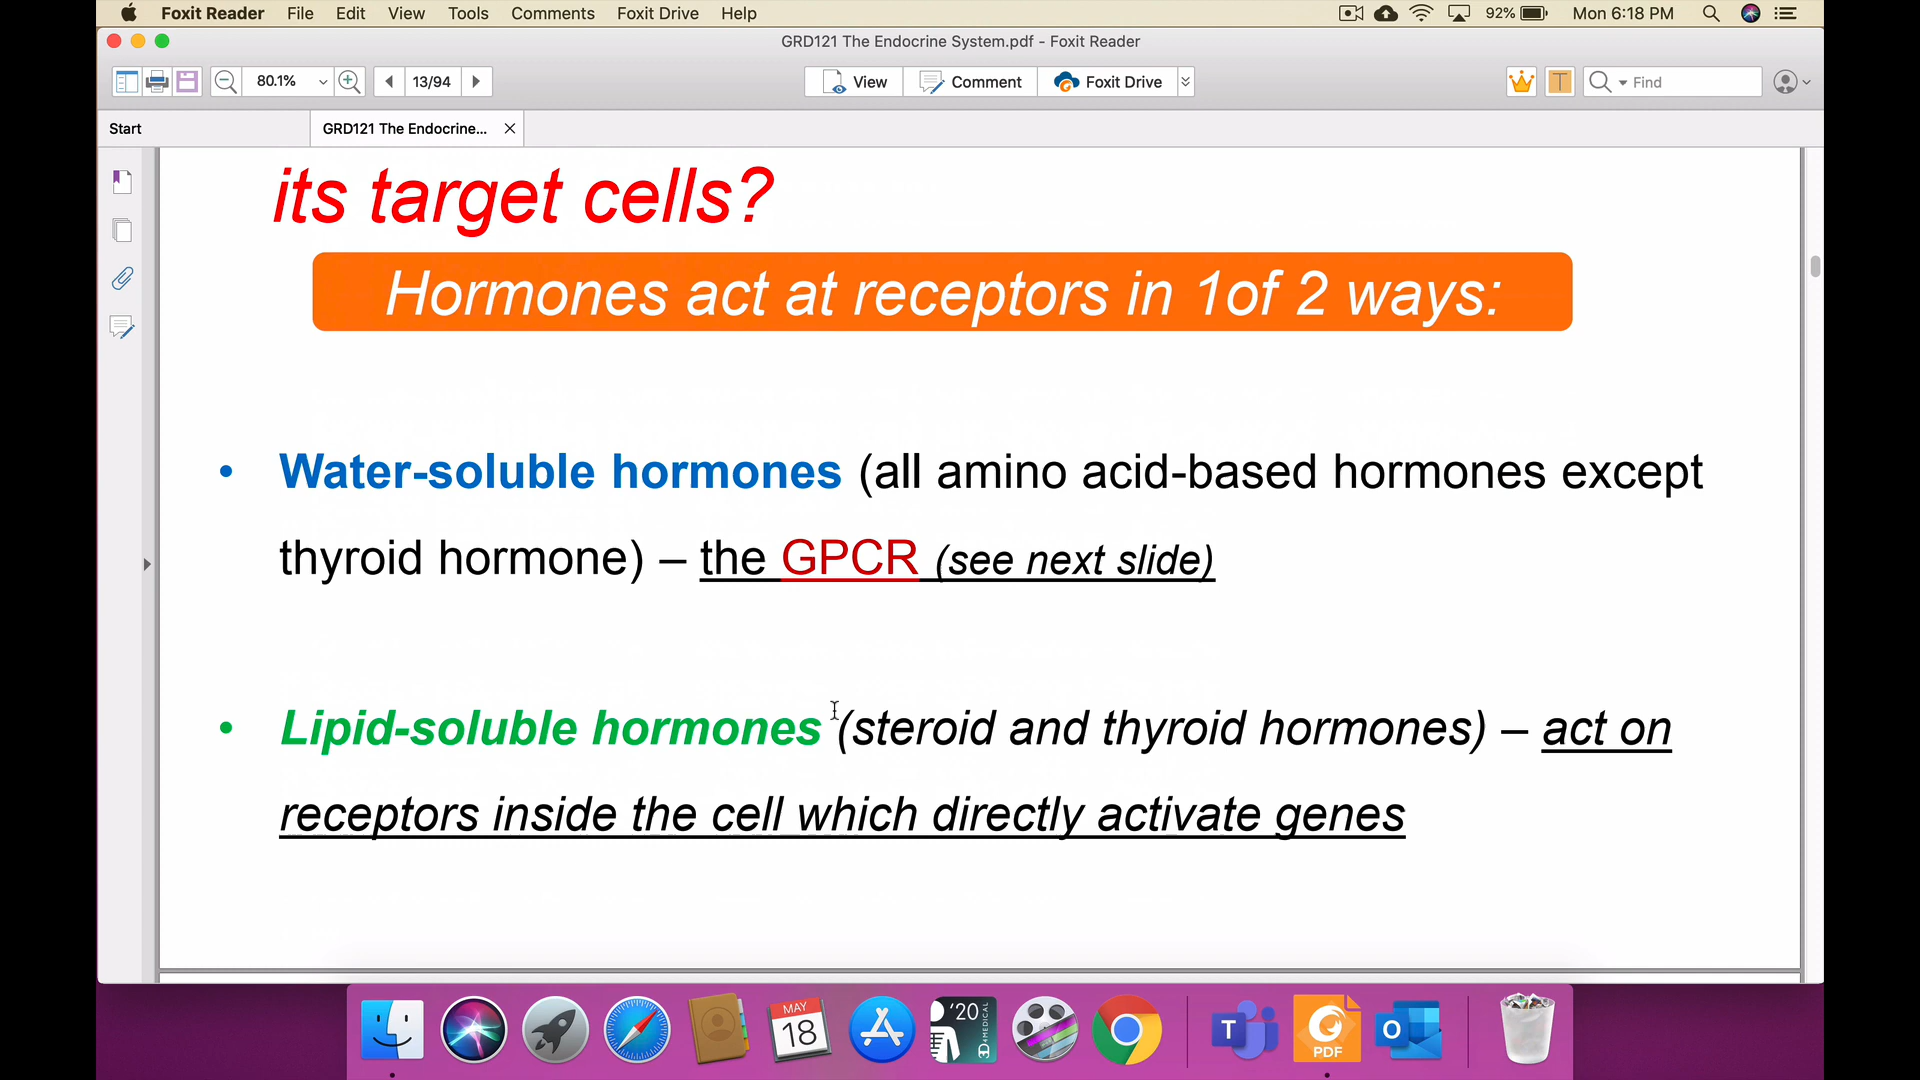 Foxit Reader File Edit View Tools Comments Foxit Drive Help 92% Mon 6:18 PM
GRD121 The Endocrine System.pdf - Foxit Reader
80.1% 13/94 View Comment Foxit Drive T Find
Start GRD121 The Endocrine...
its target cells?
Hormones act at receptors in 1of 2 ways:
• Water-soluble hormones (all amino acid-based hormones except
thyroid hormone) – the GPCR (see next slide)
• Lipid-soluble hormones (steroid and thyroid hormones) – act on
receptors inside the cell which directly activate genes
MAY
18
'20
3D4MEDICAL
T
PDF
O